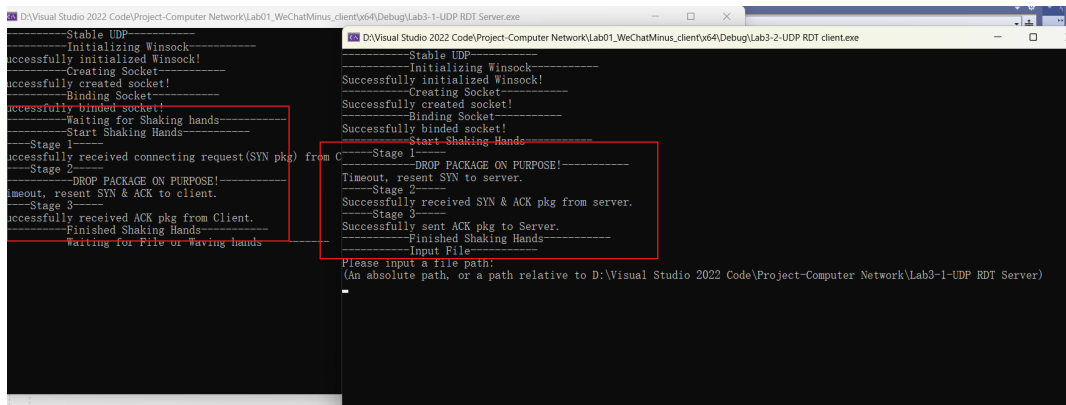 D:\Visual Studio 2022 Code\Project-Computer Network\Lab01_WeChatMinus_client\x64\Debug\Lab3-1-UDP RDT Server.exe
----------Stable UDP----------
----------Initializing Winsock-----------
uccessfully initialized Winsock!
----------Creating Socket----------
uccessfully created socket!
----------Binding Socket----------
uccessfully binded socket!
----------Waiting for Shaking hands----------
----------Start Shaking Hands----------
----Stage 1-----
uccessfully received connecting request(SYN pkg) from C
----Stage 2-----
----------DROP PACKAGE ON PURPOSE!----------
imeout, resent SYN & ACK to client.
----Stage 3-----
uccessfully received ACK pkg from Client.
----------Finished Shaking Hands----------
----------Waiting for File or Waving hands----------
D:\Visual Studio 2022 Code\Project-Computer Network\Lab01_WeChatMinus_client\x64\Debug\Lab3-2-UDP RDT client.exe
----------Stable UDP----------
----------Initializing Winsock----------
Successfully initialized Winsock!
----------Creating Socket----------
Successfully created socket!
----------Binding Socket----------
Successfully binded socket!
----------Start Shaking Hands----------
-----Stage 1-----
----------DROP PACKAGE ON PURPOSE!----------
Timeout, resent SYN to server.
-----Stage 2-----
Successfully received SYN & ACK pkg from server.
-----Stage 3-----
Successfully sent ACK pkg to Server.
----------Finished Shaking Hands----------
----------Input File----------
Please input a file path:
(An absolute path, or a path relative to D:\Visual Studio 2022 Code\Project-Computer Network\Lab3-1-UDP RDT Server)